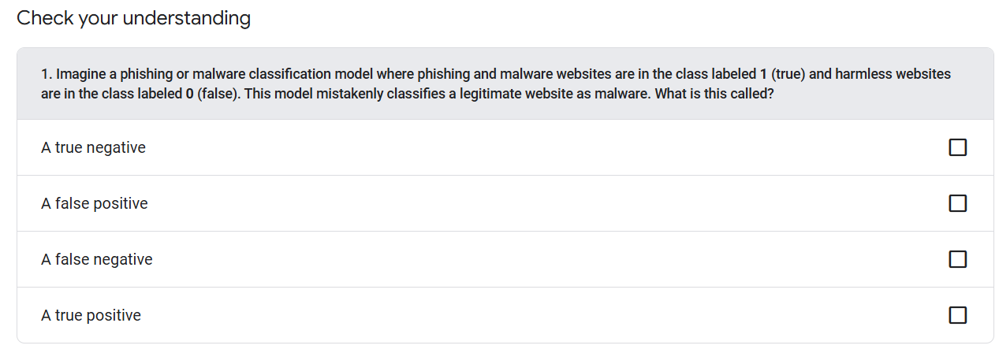 Check your understanding
1. Imagine a phishing or malware classification model where phishing and malware websites are in the class labeled 1 (true) and harmless websites
are in the class labeled 0 (false). This model mistakenly classifies a legitimate website as malware. What is this called?
A true negative
A false positive
A false negative
A true positive